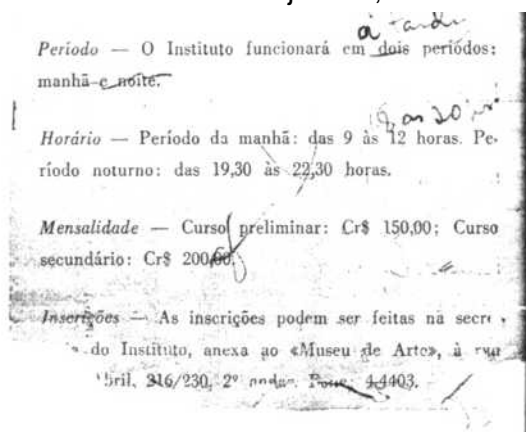 à tarde
Período — O Instituto funcionará em dois períodos:
manhã e noite.
às 20
Horário — Período da manhã: das 9 às 12 horas. Pe-
ríodo noturno: das 19,30 às 22,30 horas.
Mensalidade — Curso preliminar: Cr$ 150,00; Curso
secundário: Cr$ 200,00.
Inscrições — As inscrições podem ser feitas na secre
do Instituto, anexa ao «Museu de Arte», à rua
bril, 216/230, 2º andar. 4-4403.